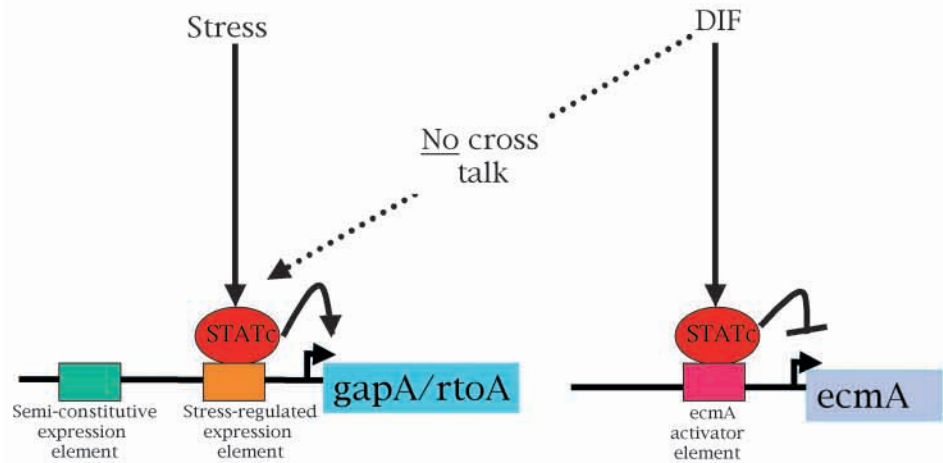 Stress
DIF
No cross
talk
STATc
STATc
gapA/rtoA
ecmA
Semi-constitutive
expression
element
Stress-regulated
expression
element
ecmA
activator
element